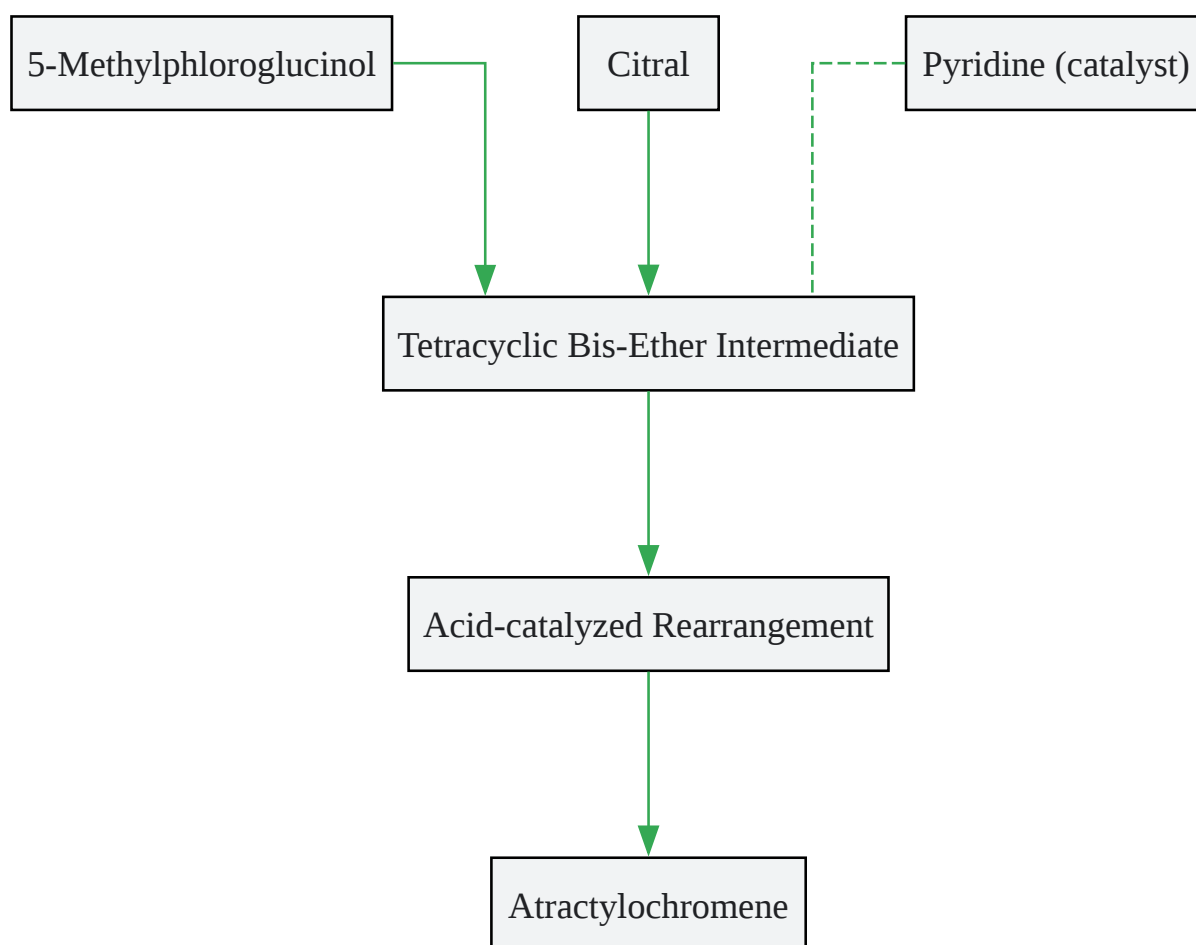 5-Methylphloroglucinol
Citral
Pyridine (catalyst)
Tetracyclic Bis-Ether Intermediate
Acid-catalyzed Rearrangement
Atractylochromene